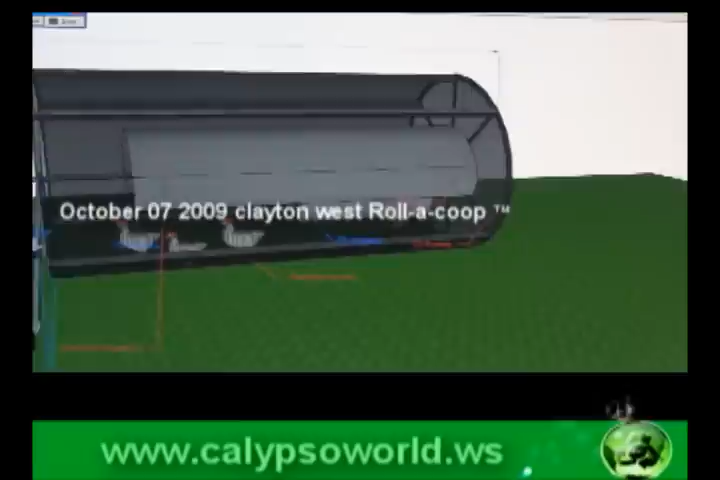 October 07 2009 clayton west Roll-a-coop ™
www.calypsoworld.ws